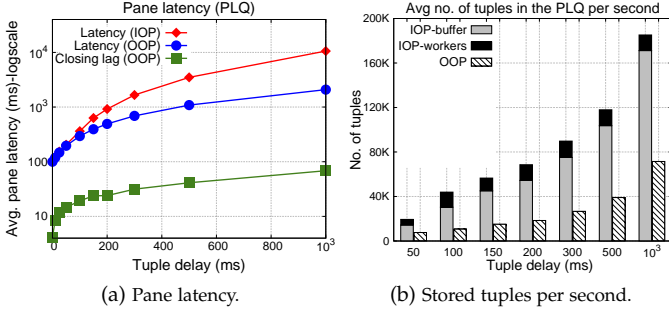 Pane latency (PLQ)
Avg. pane latency (ms)-logscale
10^4
10^3
100
10
Latency (IOP)
Latency (OOP)
Closing lag (OOP)
0 200 400 600 800 10^3
Tuple delay (ms)
(a) Pane latency.
Avg no. of tuples in the PLQ per second
No. of tuples
200K
160K
120K
80K
40K
0
IOP-buffer
IOP-workers
OOP
50 100 150 200 300 500 10^3
Tuple delay (ms)
(b) Stored tuples per second.